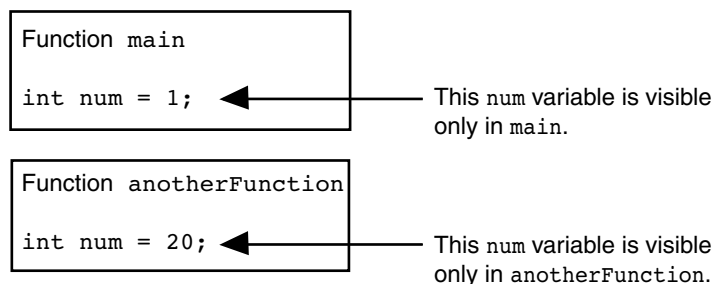 Function main
int num = 1;
This num variable is visible
only in main.
Function anotherFunction
int num = 20;
This num variable is visible
only in anotherFunction.